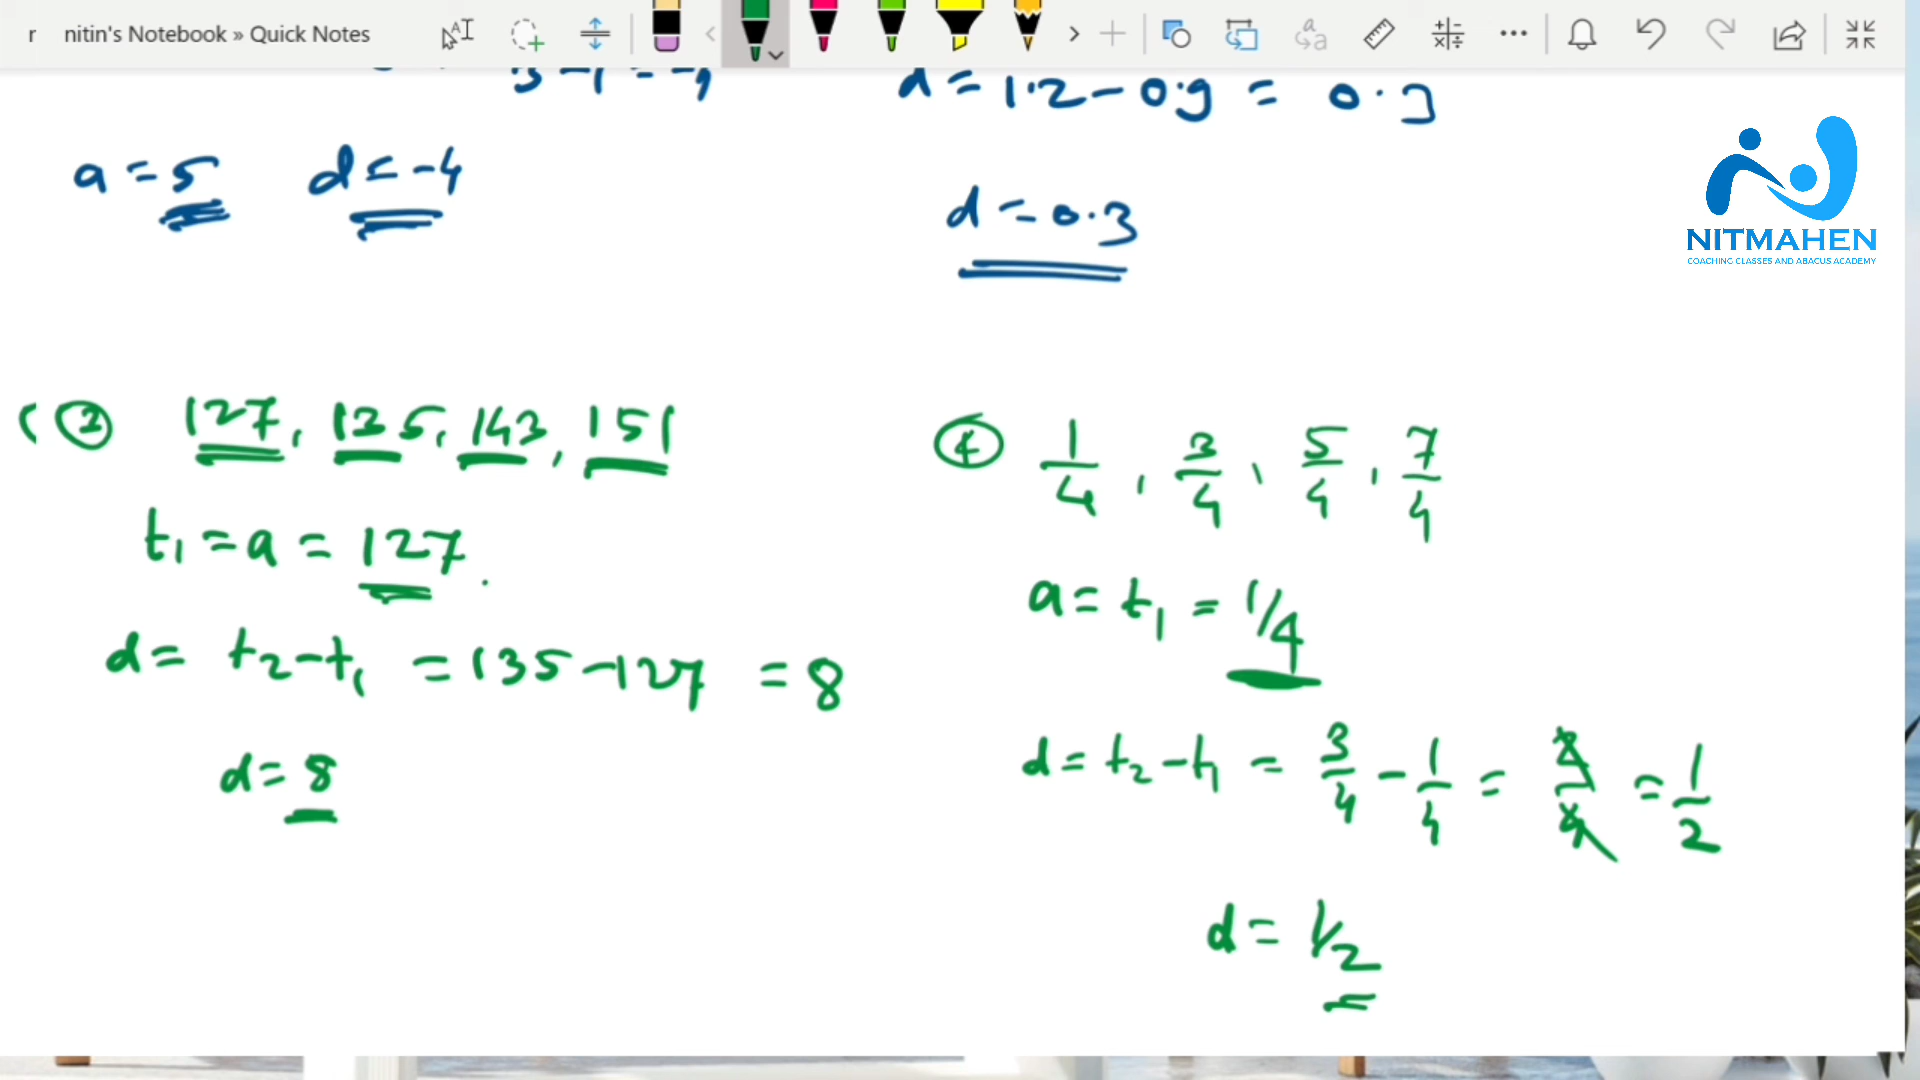 nitin's Notebook » Quick Notes
d = 1.2 - 0.9 = 0.3
a = 5 d = -4
d = 0.3
NITMAHEN
COACHING CLASSES AND ABACUS ACADEMY
③ 127, 135, 143, 151
t₁ = a = 127.
d = t₂ - t₁ = 135 - 127 = 8
d = 8
④ 1/4, 3/4, 5/4, 7/4
a = t₁ = 1/4
d = t₂ - t₁ = 3/4 - 1/4 = 2/4 = 1/2
d = 1/2